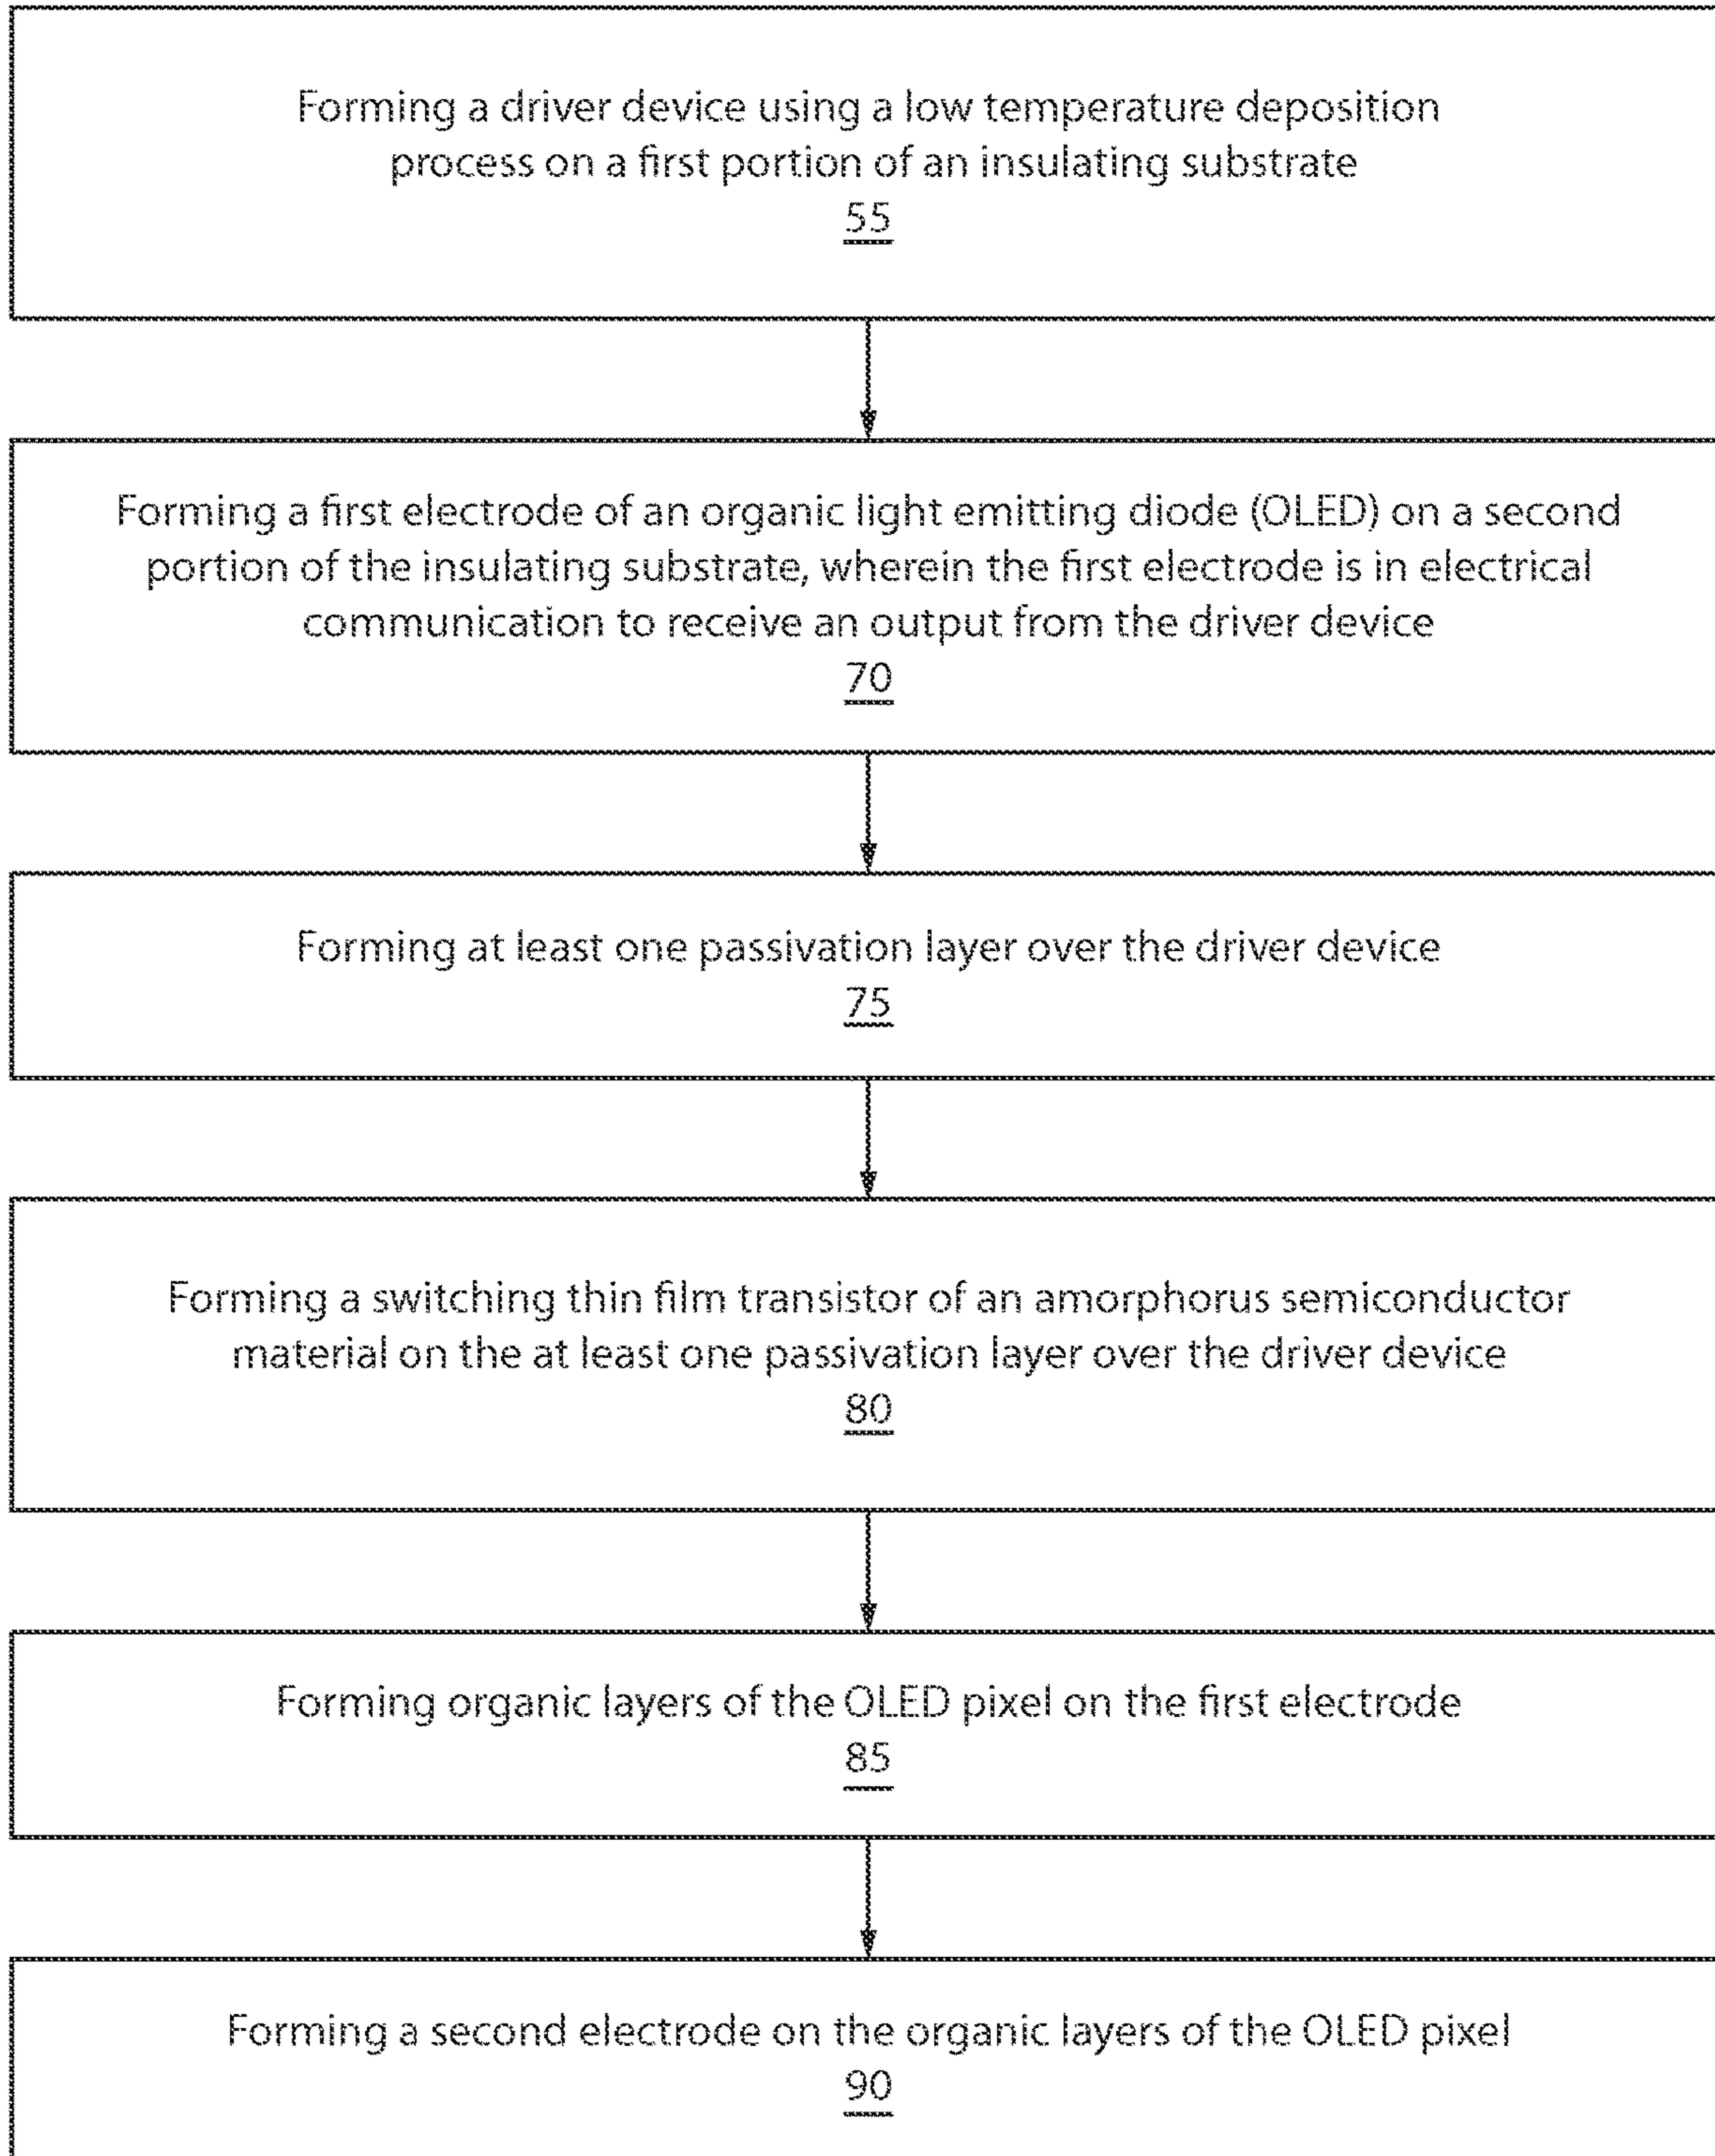 Forming a driver device using a low temperature deposition
process on a first portion of an insulating substrate
55
Forming a first electrode of an organic light emitting diode (OLED) on a second
portion of the insulating substrate, wherein the first electrode is in electrical
communication to receive an output from the driver device
70
Forming at least one passivation layer over the driver device
75
Forming a switching thin film transistor of an amorphorus semiconductor
material on the at least one passivation layer over the driver device
80
Forming organic layers of the OLED pixel on the first electrode
85
Forming a second electrode on the organic layers of the OLED pixel
90